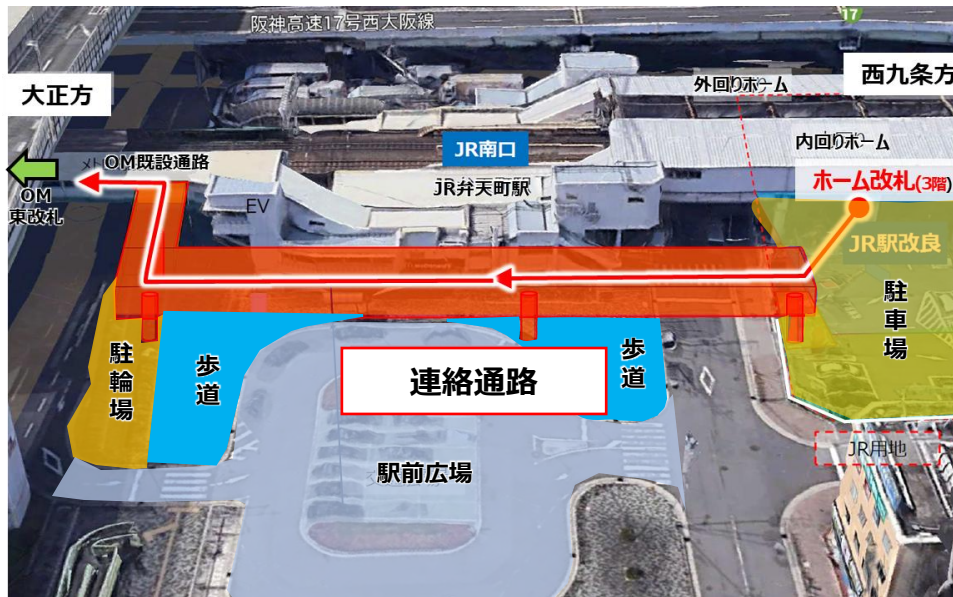 阪神高速17号西大阪線
17
大正方
西九条方
外回りホーム
JR南口
内回りホーム
OM既設通路
JR弁天町駅
ホーム改札(3階)
OM
東改札
EV
JR駅改良
駐車場
駐輪場
歩道
歩道
連絡通路
駅前広場
JR用地